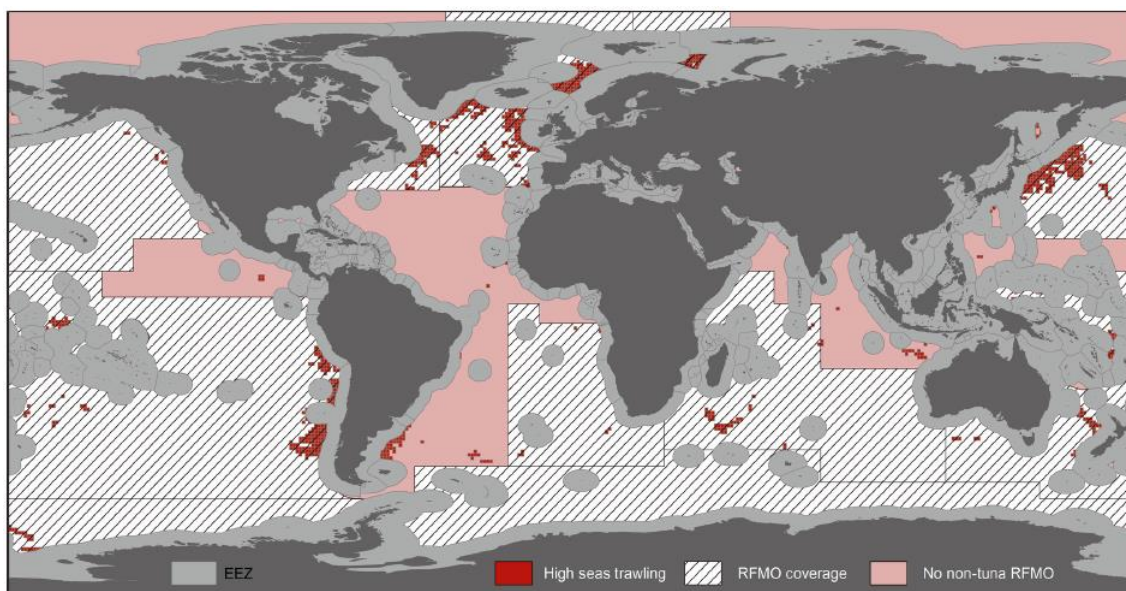 EEZ
High seas trawling
RFMO coverage
No non-tuna RFMO